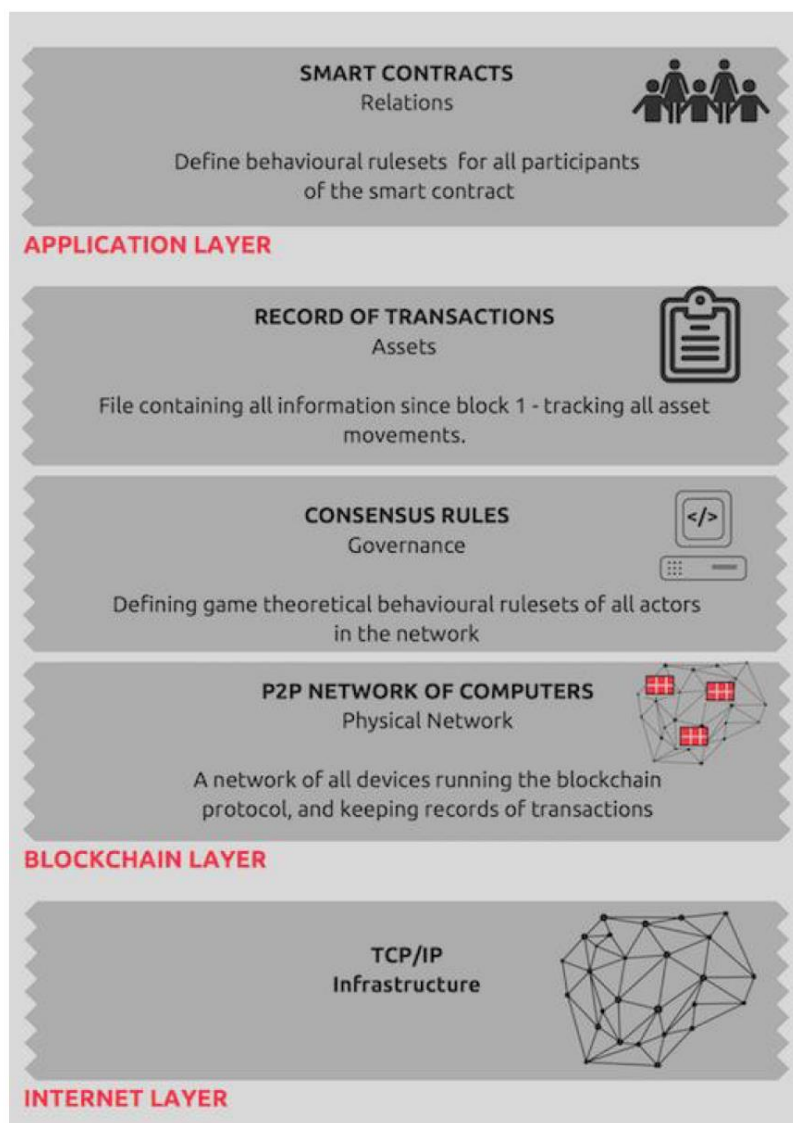 SMART CONTRACTS
Relations
Define behavioural rulesets for all participants
of the smart contract
APPLICATION LAYER
RECORD OF TRANSACTIONS
Assets
File containing all information since block 1 - tracking all asset
movements.
CONSENSUS RULES
Governance
</>
Defining game theoretical behavioural rulesets of all actors
in the network
P2P NETWORK OF COMPUTERS
Physical Network
A network of all devices running the blockchain
protocol, and keeping records of transactions
BLOCKCHAIN LAYER
TCP/IP
Infrastructure
INTERNET LAYER